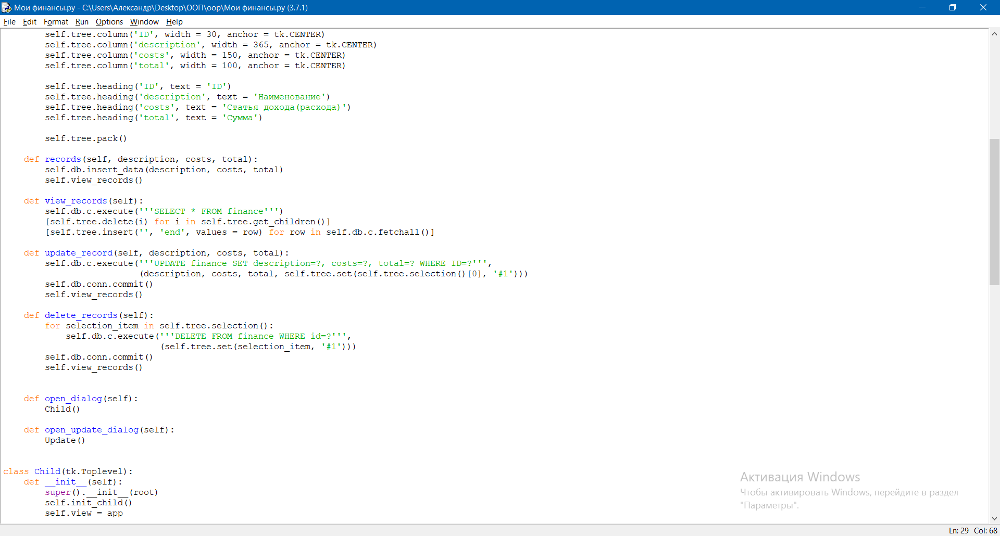 Мои финансы.py - C:\Users\Александр\Desktop\ООП\oop\Мои финансы.py (3.7.1)
File Edit Format Run Options Window Help
self.tree.column('ID', width = 30, anchor = tk.CENTER)
self.tree.column('description', width = 365, anchor = tk.CENTER)
self.tree.column('costs', width = 150, anchor = tk.CENTER)
self.tree.column('total', width = 100, anchor = tk.CENTER)
self.tree.heading('ID', text = 'ID')
self.tree.heading('description', text = 'Наименование')
self.tree.heading('costs', text = 'Статья дохода(расхода)')
self.tree.heading('total', text = 'Сумма')
self.tree.pack()
def records(self, description, costs, total):
self.db.insert_data(description, costs, total)
self.view_records()
def view_records(self):
self.db.c.execute('''SELECT * FROM finance''')
[self.tree.delete(i) for i in self.tree.get_children()]
[self.tree.insert('', 'end', values = row) for row in self.db.c.fetchall()]
def update_record(self, description, costs, total):
self.db.c.execute('''UPDATE finance SET description=?, costs=?, total=? WHERE ID=?''',
(description, costs, total, self.tree.set(self.tree.selection()[0], '#1')))
self.db.conn.commit()
self.view_records()
def delete_records(self):
for selection_item in self.tree.selection():
self.db.c.execute('''DELETE FROM finance WHERE id=?''',
(self.tree.set(selection_item, '#1')))
self.db.conn.commit()
self.view_records()
def open_dialog(self):
Child()
def open_update_dialog(self):
Update()
class Child(tk.Toplevel):
def __init__(self):
super().__init__(root)
self.init_child()
self.view = app
Активация Windows
Чтобы активировать Windows, перейдите в раздел
"Параметры".
Ln: 29 Col: 68